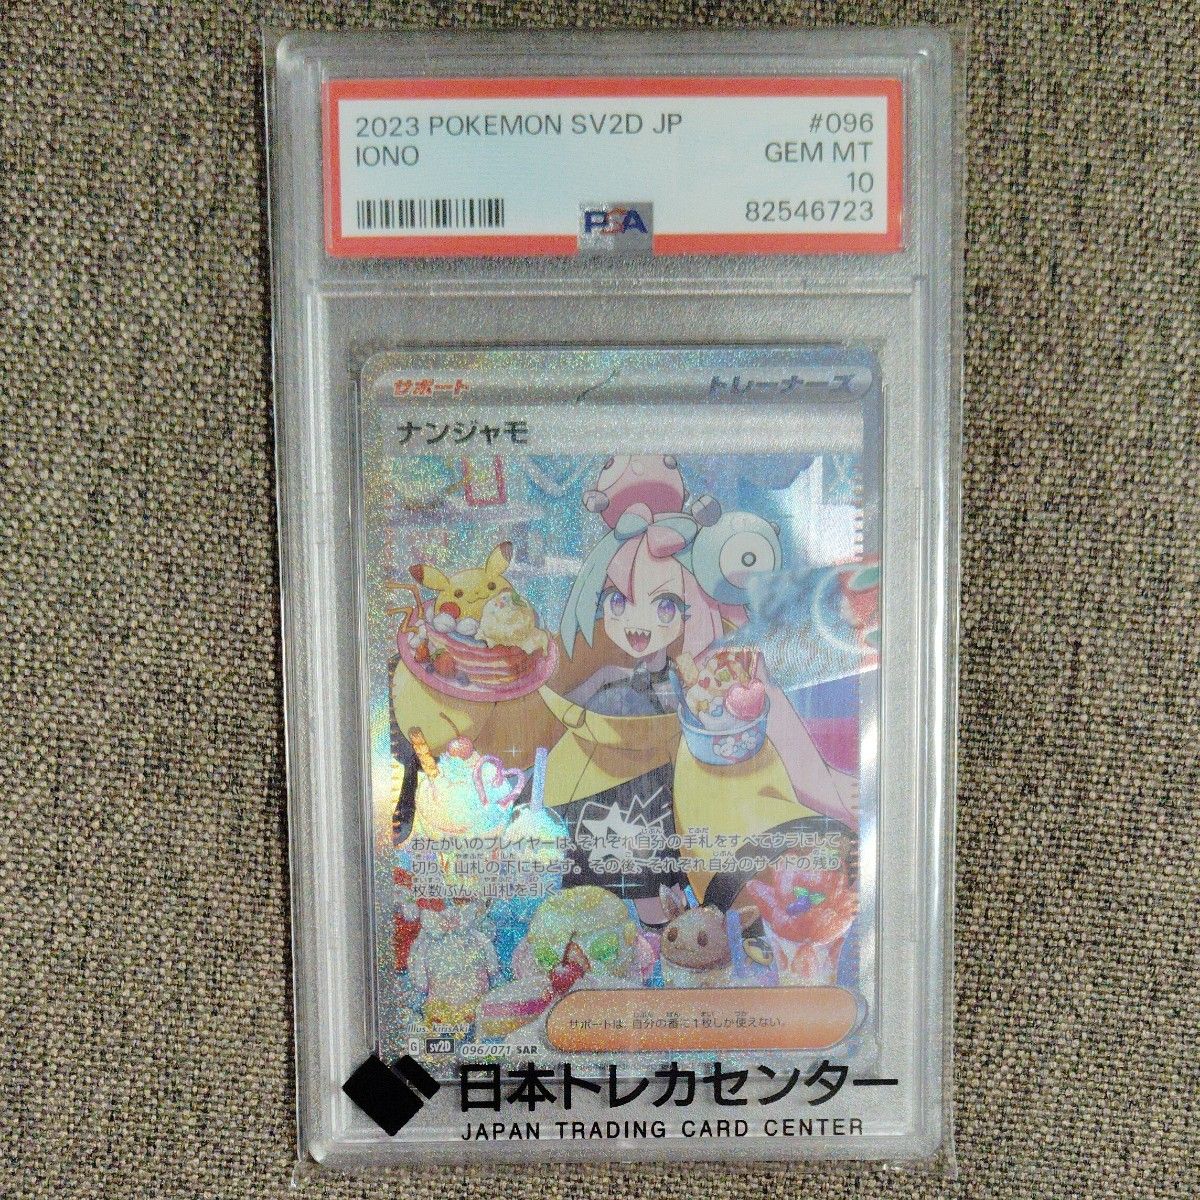 2023 POKEMON SV2D JP #096
IONO GEM MT
10
PSA 82546723
サポート トレーナーズ
ナンジャモ
おたがいのプレイヤーは、それぞれ自分の手札をすべてウラにして
切り、山札の下にもどす。その後、それぞれ自分のサイドの残り
枚数ぶん、山札を引く。
サポートは、自分の番に1枚しか使えない。
Illus. kirisAki
G sv2D 096/071 SAR
日本トレカセンター
JAPAN TRADING CARD CENTER